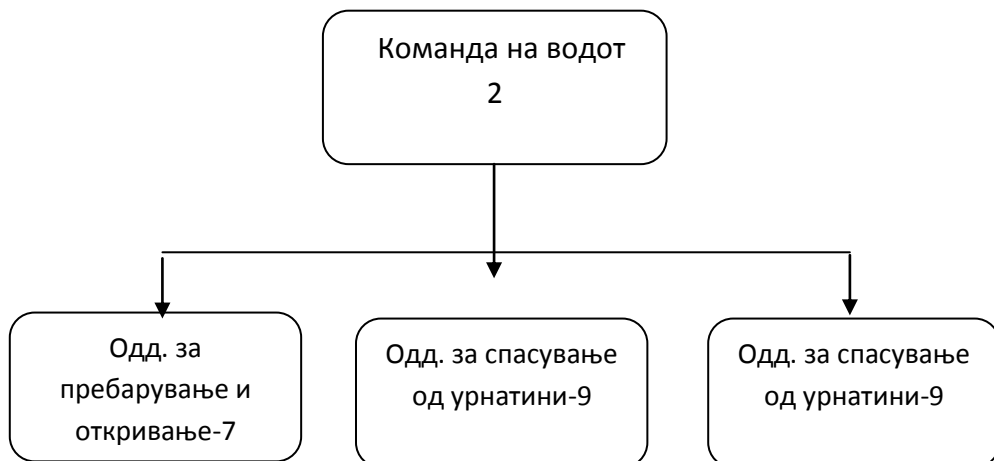 Команда на водот
2
Одд. за
пребарување и
откривање-7
Одд. за спасување
од урнатини-9
Одд. за спасување
од урнатини-9